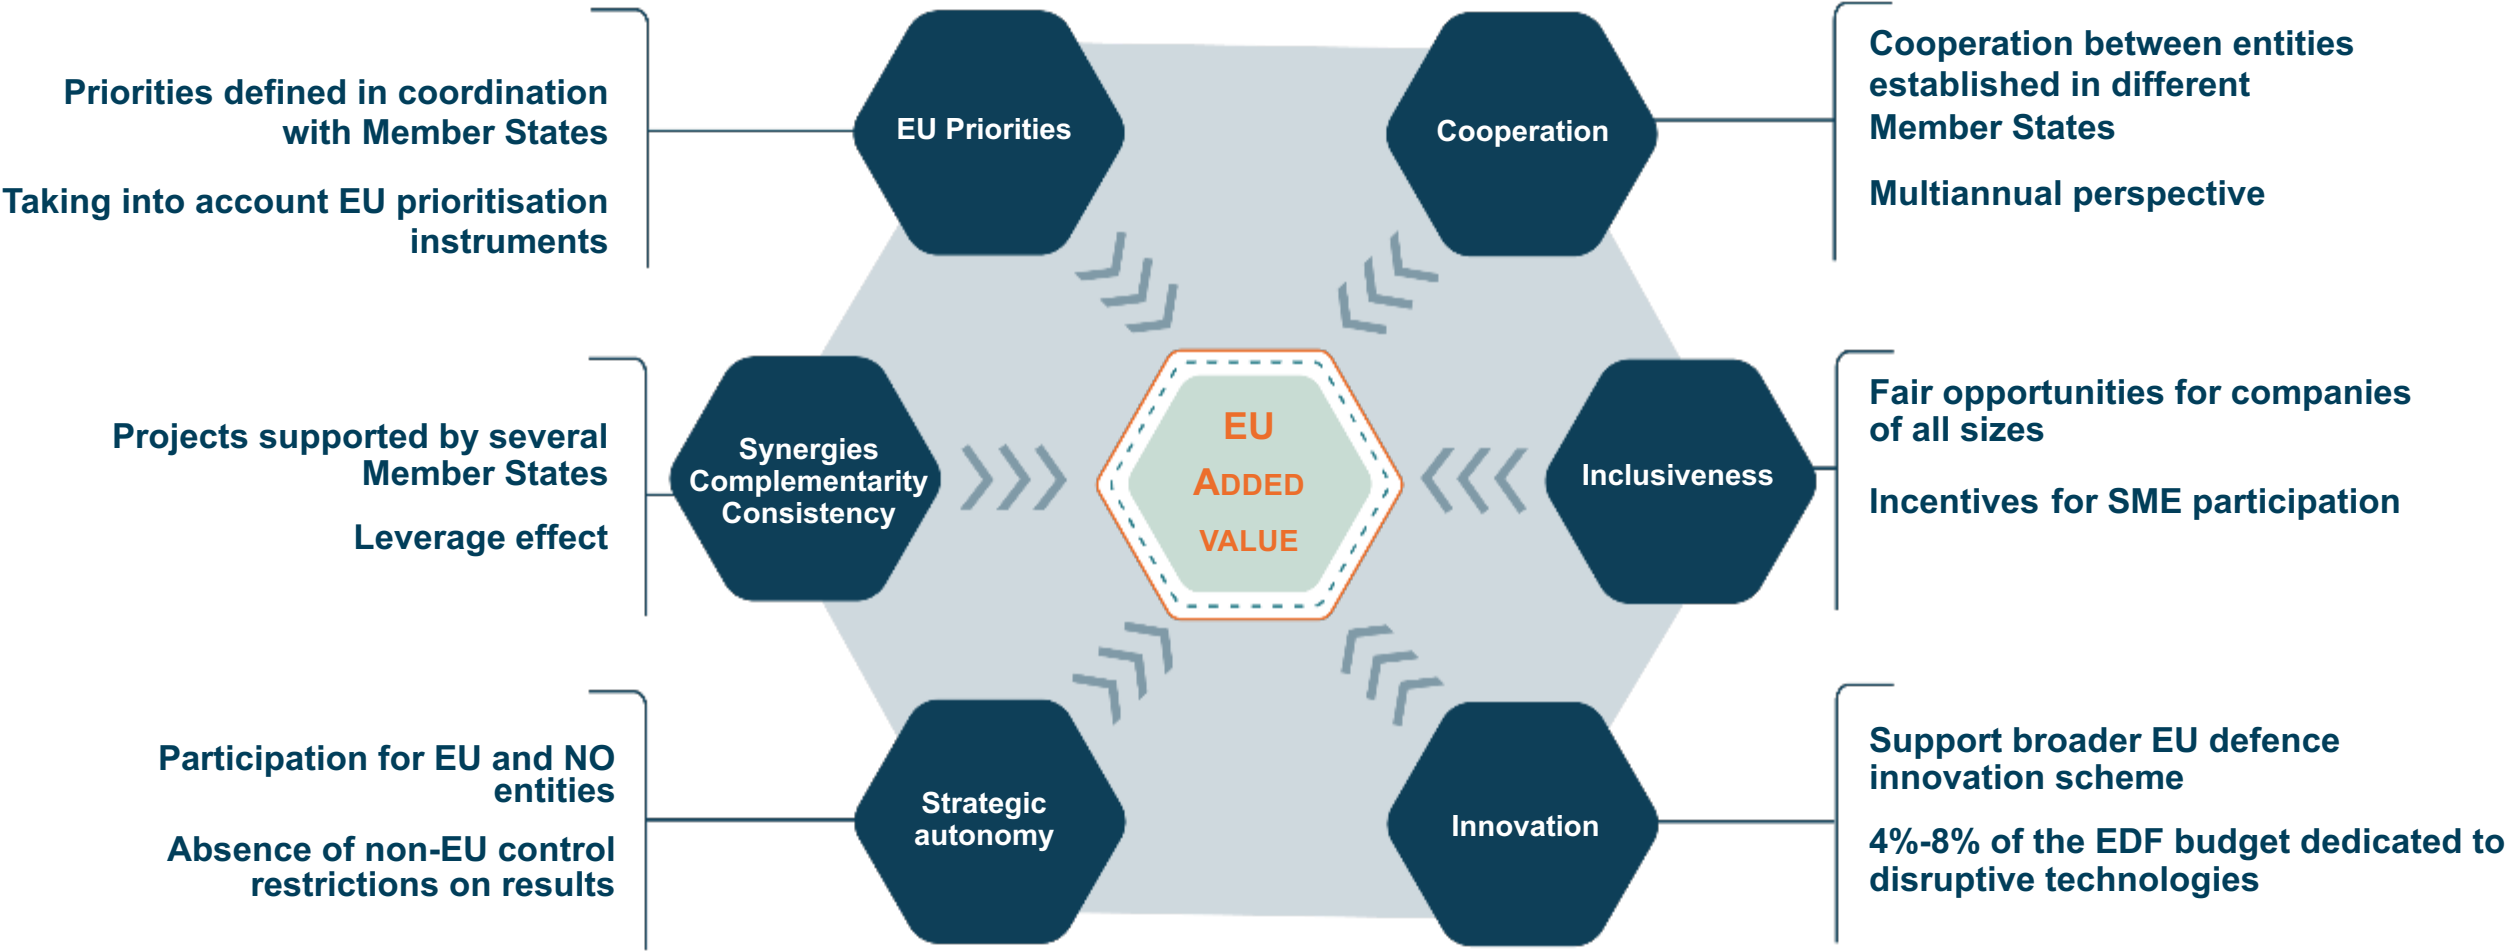 Priorities defined in coordination
with Member States
Taking into account EU prioritisation
instruments
EU Priorities
Cooperation
Cooperation between entities
established in different
Member States
Multiannual perspective
Projects supported by several
Member States
Leverage effect
Synergies
Complementarity
Consistency
EU
ADDED
VALUE
Inclusiveness
Fair opportunities for companies
of all sizes
Incentives for SME participation
Participation for EU and NO
entities
Absence of non-EU control
restrictions on results
Strategic
autonomy
Innovation
Support broader EU defence
innovation scheme
4%-8% of the EDF budget dedicated to
disruptive technologies